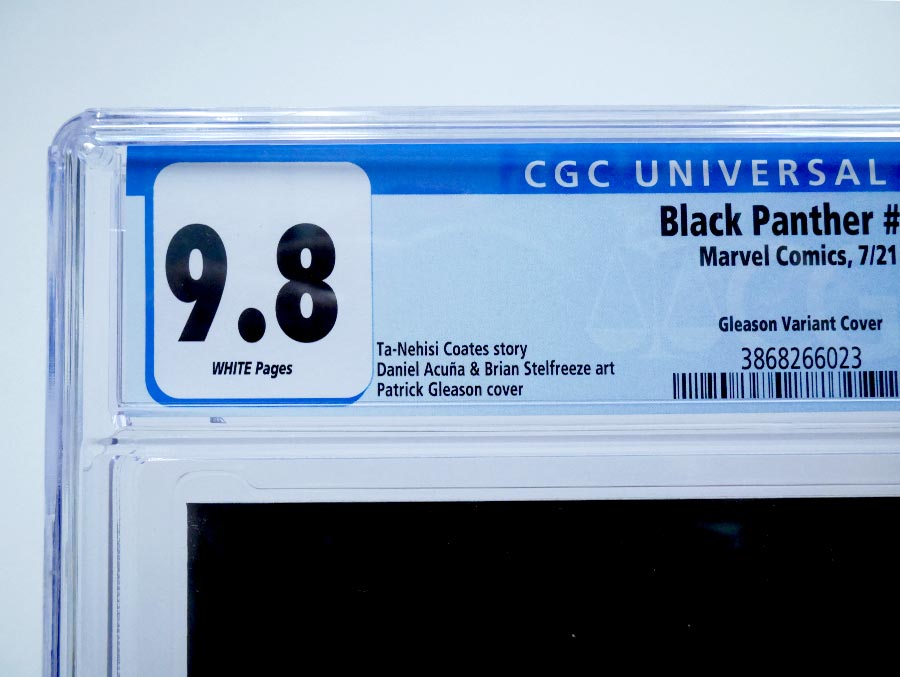 CGC UNIVERSAL
9.8
WHITE Pages
Black Panther #
Marvel Comics, 7/21
Gleason Variant Cover
3868266023
Ta-Nehisi Coates story
Daniel Acuña & Brian Stelfreeze art
Patrick Gleason cover